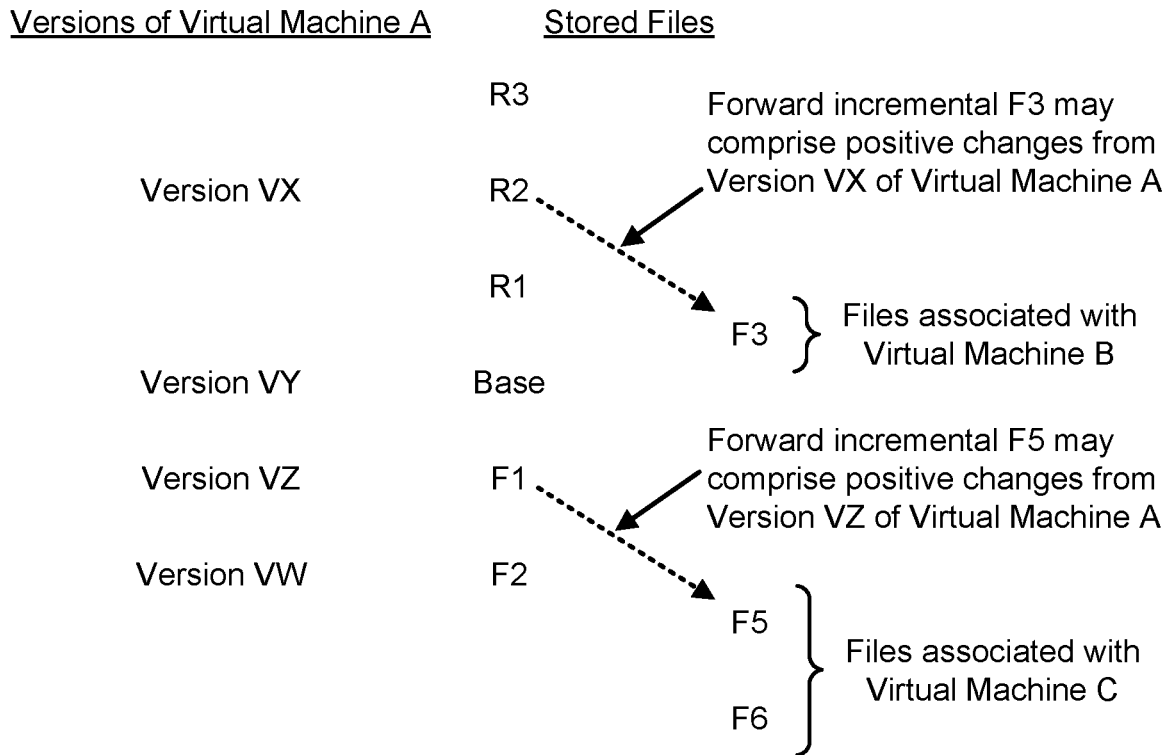 Versions of Virtual Machine A
Stored Files
R3
Forward incremental F3 may
comprise positive changes from
Version VX of Virtual Machine A
Version VX
R2
R1
F3
Files associated with
Virtual Machine B
Version VY
Base
Forward incremental F5 may
comprise positive changes from
Version VZ of Virtual Machine A
Version VZ
F1
Version VW
F2
F5
Files associated with
Virtual Machine C
F6